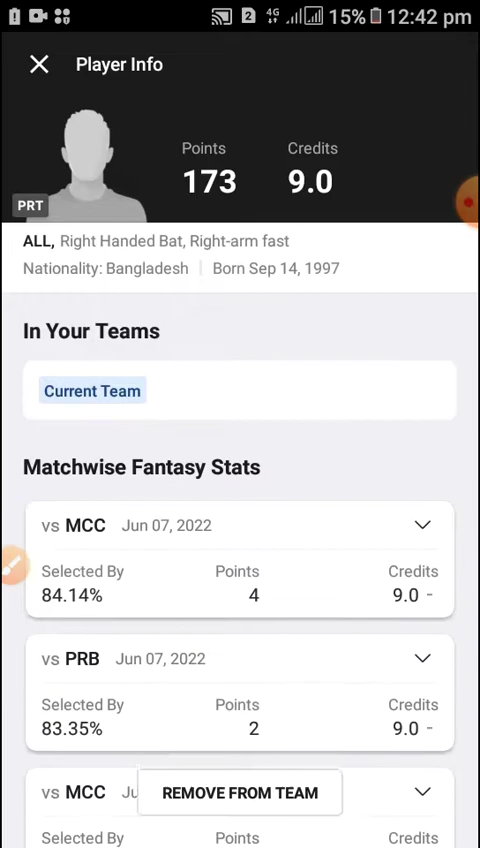 2 4G 15% 12:42 pm
Player Info
Points Credits
173 9.0
PRT
ALL, Right Handed Bat, Right-arm fast
Nationality: Bangladesh | Born Sep 14, 1997
In Your Teams
Current Team
Matchwise Fantasy Stats
vs MCC Jun 07, 2022
Selected By Points Credits
84.14% 4 9.0 -
vs PRB Jun 07, 2022
Selected By Points Credits
83.35% 2 9.0 -
vs MCC Ju
REMOVE FROM TEAM
Selected By Points Credits